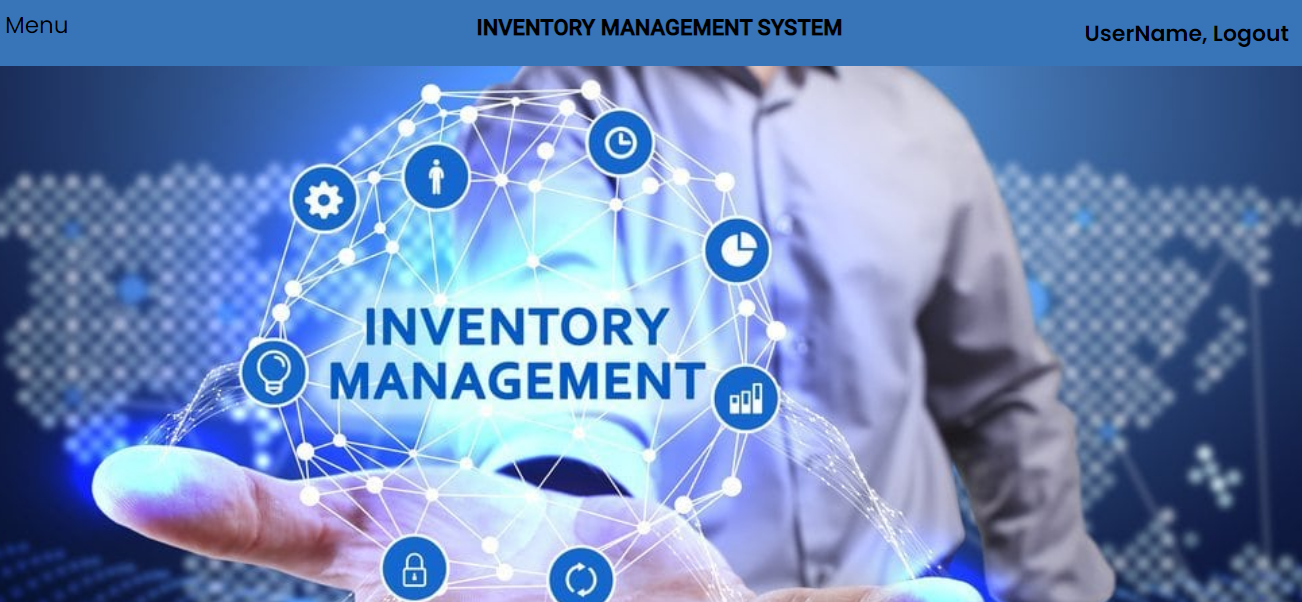 Menu
INVENTORY MANAGEMENT SYSTEM
UserName, Logout
INVENTORY
MANAGEMENT